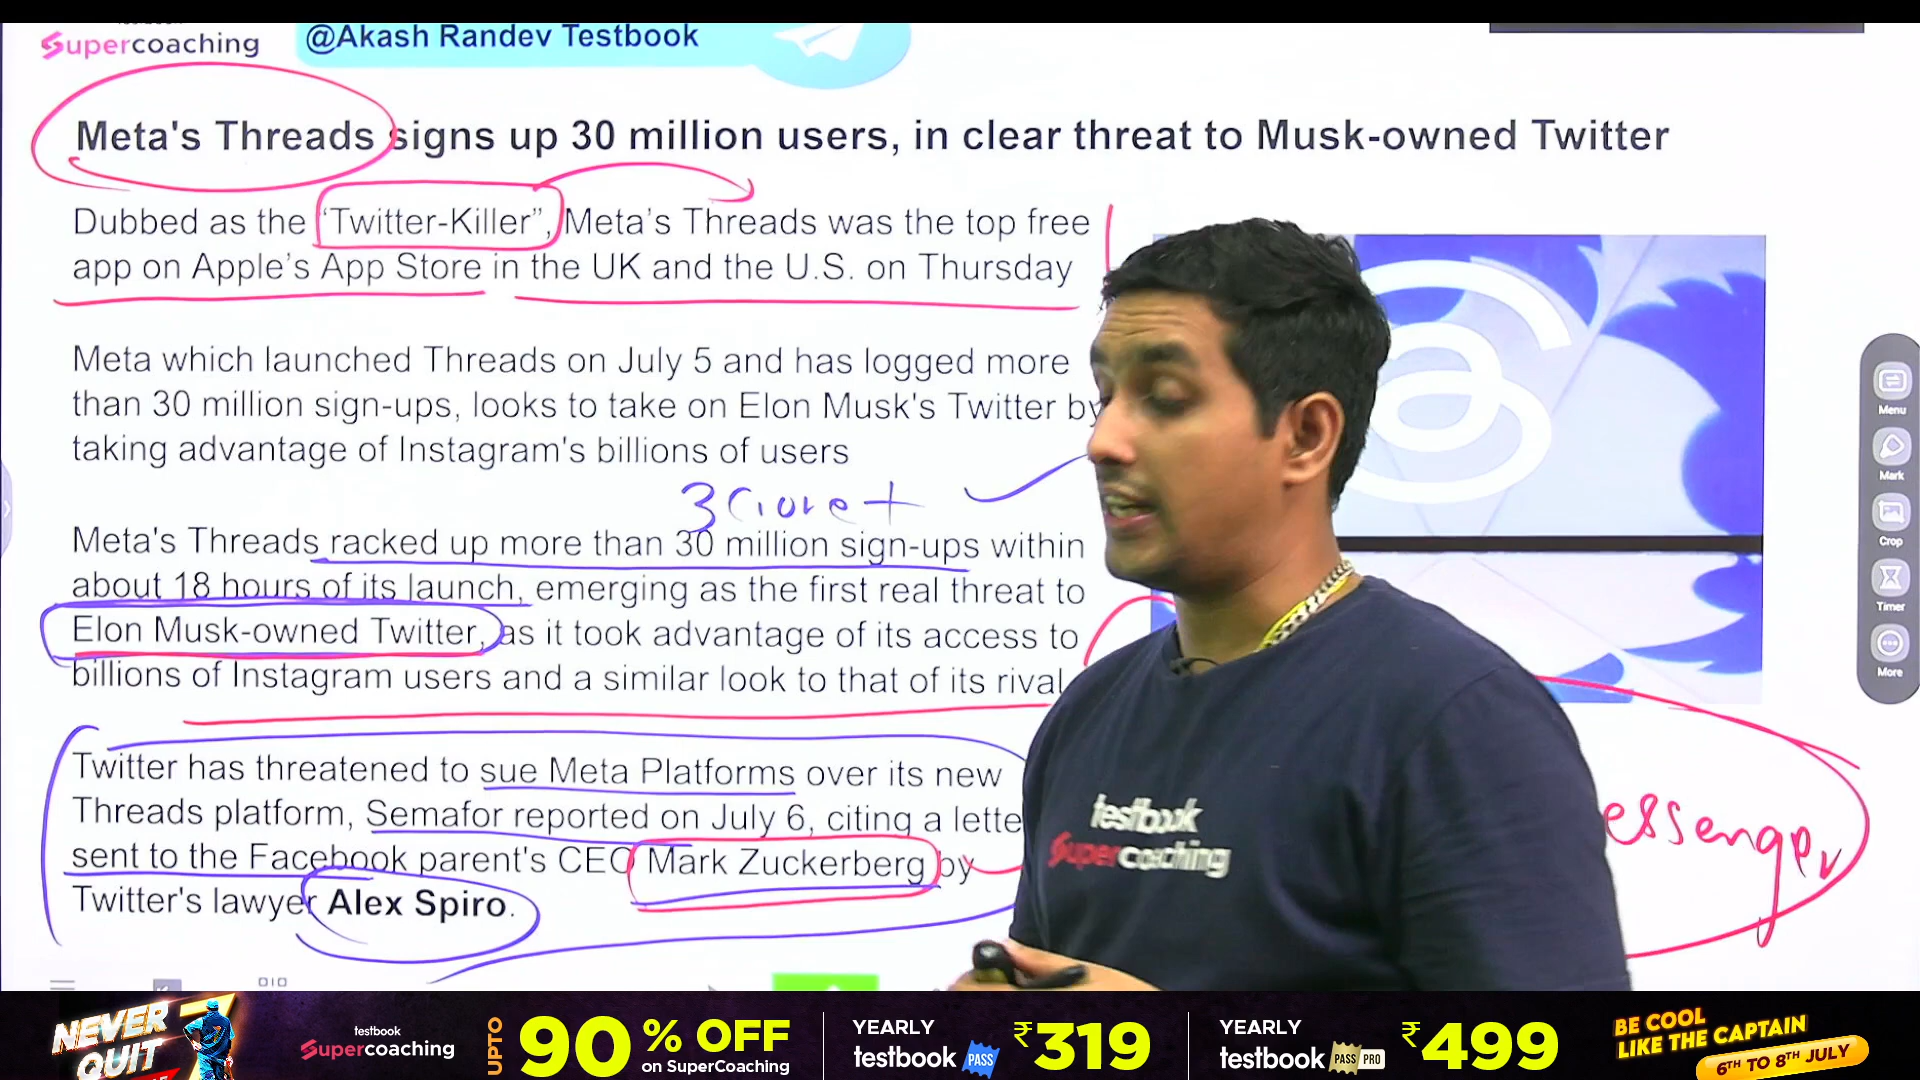 Supercoaching
@Akash Randev Testbook
Meta's Threads signs up 30 million users, in clear threat to Musk-owned Twitter
Dubbed as the “Twitter-Killer”, Meta’s Threads was the top free
app on Apple’s App Store in the UK and the U.S. on Thursday
Meta which launched Threads on July 5 and has logged more
than 30 million sign-ups, looks to take on Elon Musk's Twitter by
taking advantage of Instagram's billions of users
3 Crore +
Meta's Threads racked up more than 30 million sign-ups within
about 18 hours of its launch, emerging as the first real threat to
Elon Musk-owned Twitter, as it took advantage of its access to
billions of Instagram users and a similar look to that of its rival
Twitter has threatened to sue Meta Platforms over its new
Threads platform, Semafor reported on July 6, citing a lette
sent to the Facebook parent's CEO Mark Zuckerberg by
Twitter's lawyer Alex Spiro.
essenger
testbook
Supercoaching
Menu
Mark
Crop
Timer
More
NEVER
QUIT
testbook
Supercoaching
UPTO
90% OFF
on SuperCoaching
YEARLY
testbook PASS
₹319
YEARLY
testbook PASS PRO
₹499
BE COOL
LIKE THE CAPTAIN
6TH TO 8TH JULY